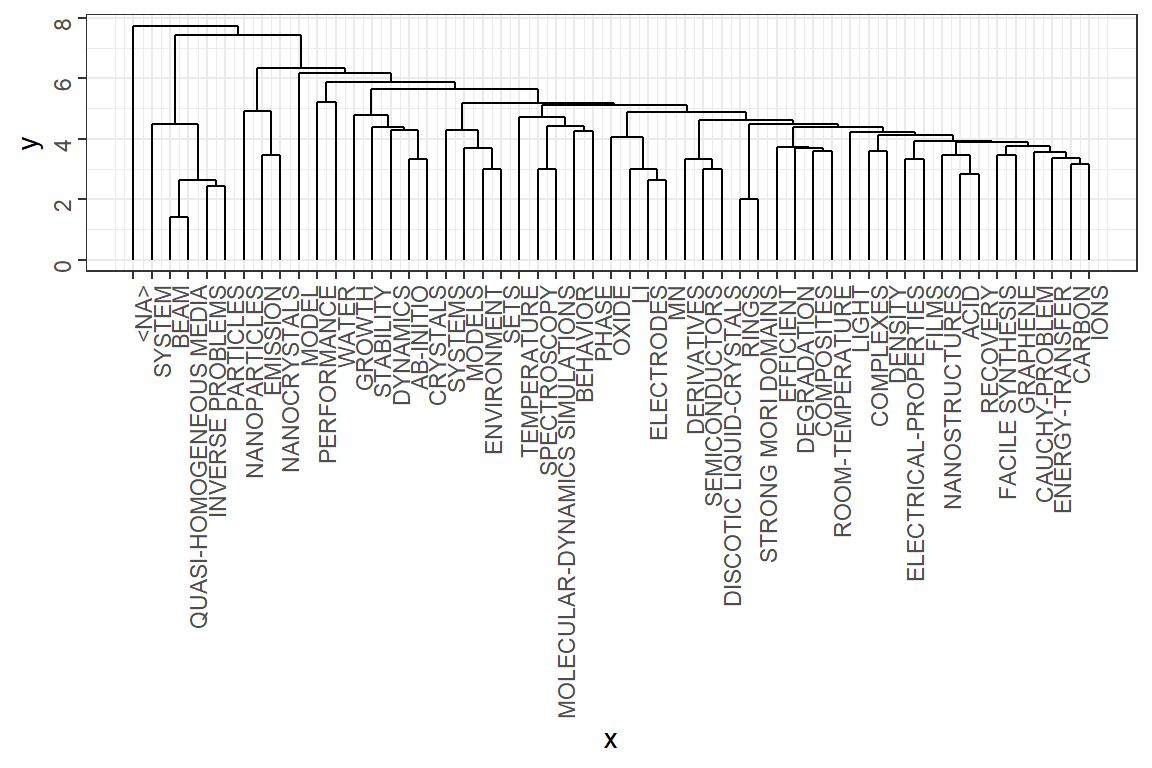 8
6
4
2
0
y
<NA>
SYSTEM
BEAM
QUASI-HOMOGENEOUS MEDIA
INVERSE PROBLEMS
PARTICLES
NANOPARTICLES
EMISSION
NANOCRYSTALS
MODEL
PERFORMANCE
WATER
GROWTH
STABILITY
DYNAMICS
AB-INITIO
CRYSTALS
SYSTEMS
MODELS
ENVIRONMENT
SETS
TEMPERATURE
SPECTROSCOPY
MOLECULAR-DYNAMICS SIMULATIONS
BEHAVIOR
PHASE
OXIDE
LI
ELECTRODES
MN
DERIVATIVES
SEMICONDUCTORS
DISCOTIC LIQUID-CRYSTALS
RINGS
STRONG MORI DOMAINS
EFFICIENT
DEGRADATION
COMPOSITES
ROOM-TEMPERATURE
LIGHT
COMPLEXES
DENSITY
ELECTRICAL-PROPERTIES
FILMS
NANOSTRUCTURES
ACID
RECOVERY
FACILE SYNTHESIS
GRAPHENE
CAUCHY-PROBLEM
ENERGY-TRANSFER
CARBON
IONS
x